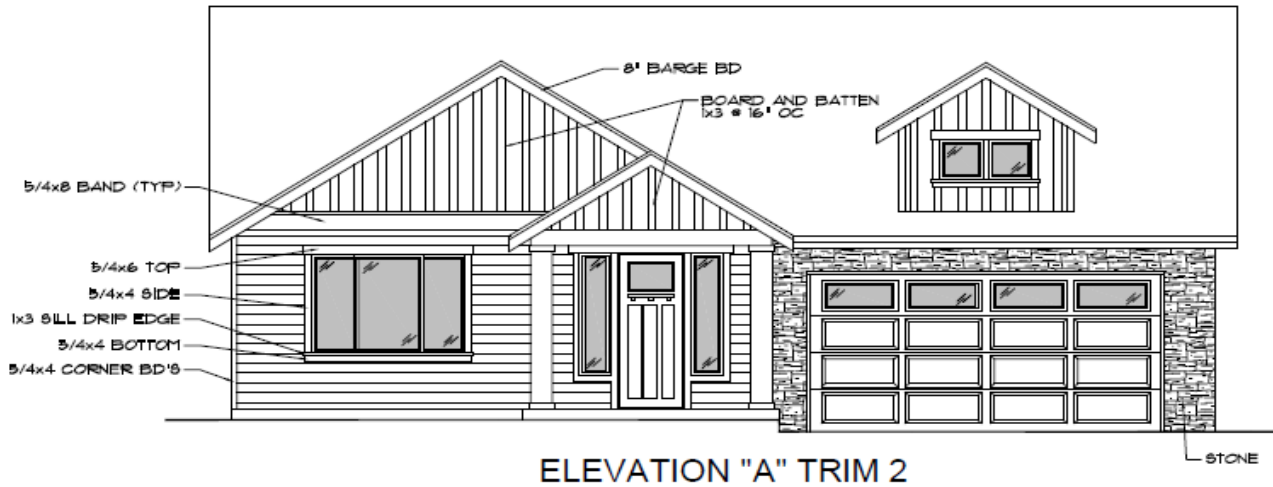 8" BARGE BD
BOARD AND BATTEN
1x3 @ 16" OC
5/4x8 BAND (TYP)
5/4x6 TOP
5/4x4 SIDE
1x3 SILL DRIP EDGE
5/4x4 BOTTOM
5/4x4 CORNER BD'S
STONE
ELEVATION "A" TRIM 2